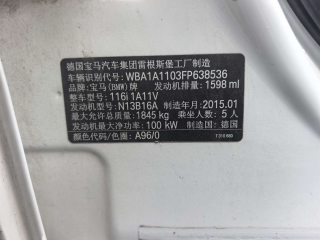 德国宝马汽车集团雷根斯堡工厂制造
车辆识别代号: WBA1A1103FP638536
品牌: 宝马(BMW)牌 发动机排量: 1598 ml
整车型号: 116i 1A11V
发动机型号: N13B16A 制造年月: 2015.01
最大允许总质量: 1845 kg 乘坐人数: 5 人
发动机最大净功率: 100 kW 制造国: 德国
颜色代码/色圈: A96/0